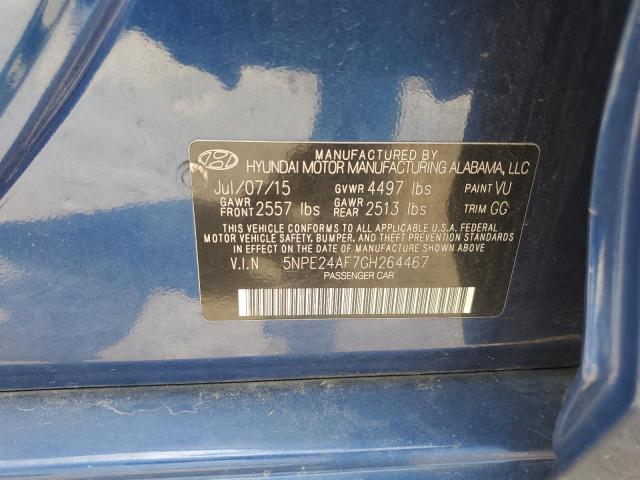 MANUFACTURED BY
HYUNDAI MOTOR MANUFACTURING ALABAMA, LLC
Jul/07/15 GVWR 4497 lbs PAINT VU
GAWR FRONT 2557 lbs GAWR REAR 2513 lbs TRIM GG
THIS VEHICLE CONFORMS TO ALL APPLICABLE U.S.A. FEDERAL
MOTOR VEHICLE SAFETY, BUMPER, AND THEFT PREVENTION STANDARDS
IN EFFECT ON THE DATE OF MANUFACTURE SHOWN ABOVE
V.I.N 5NPE24AF7GH264467
PASSENGER CAR